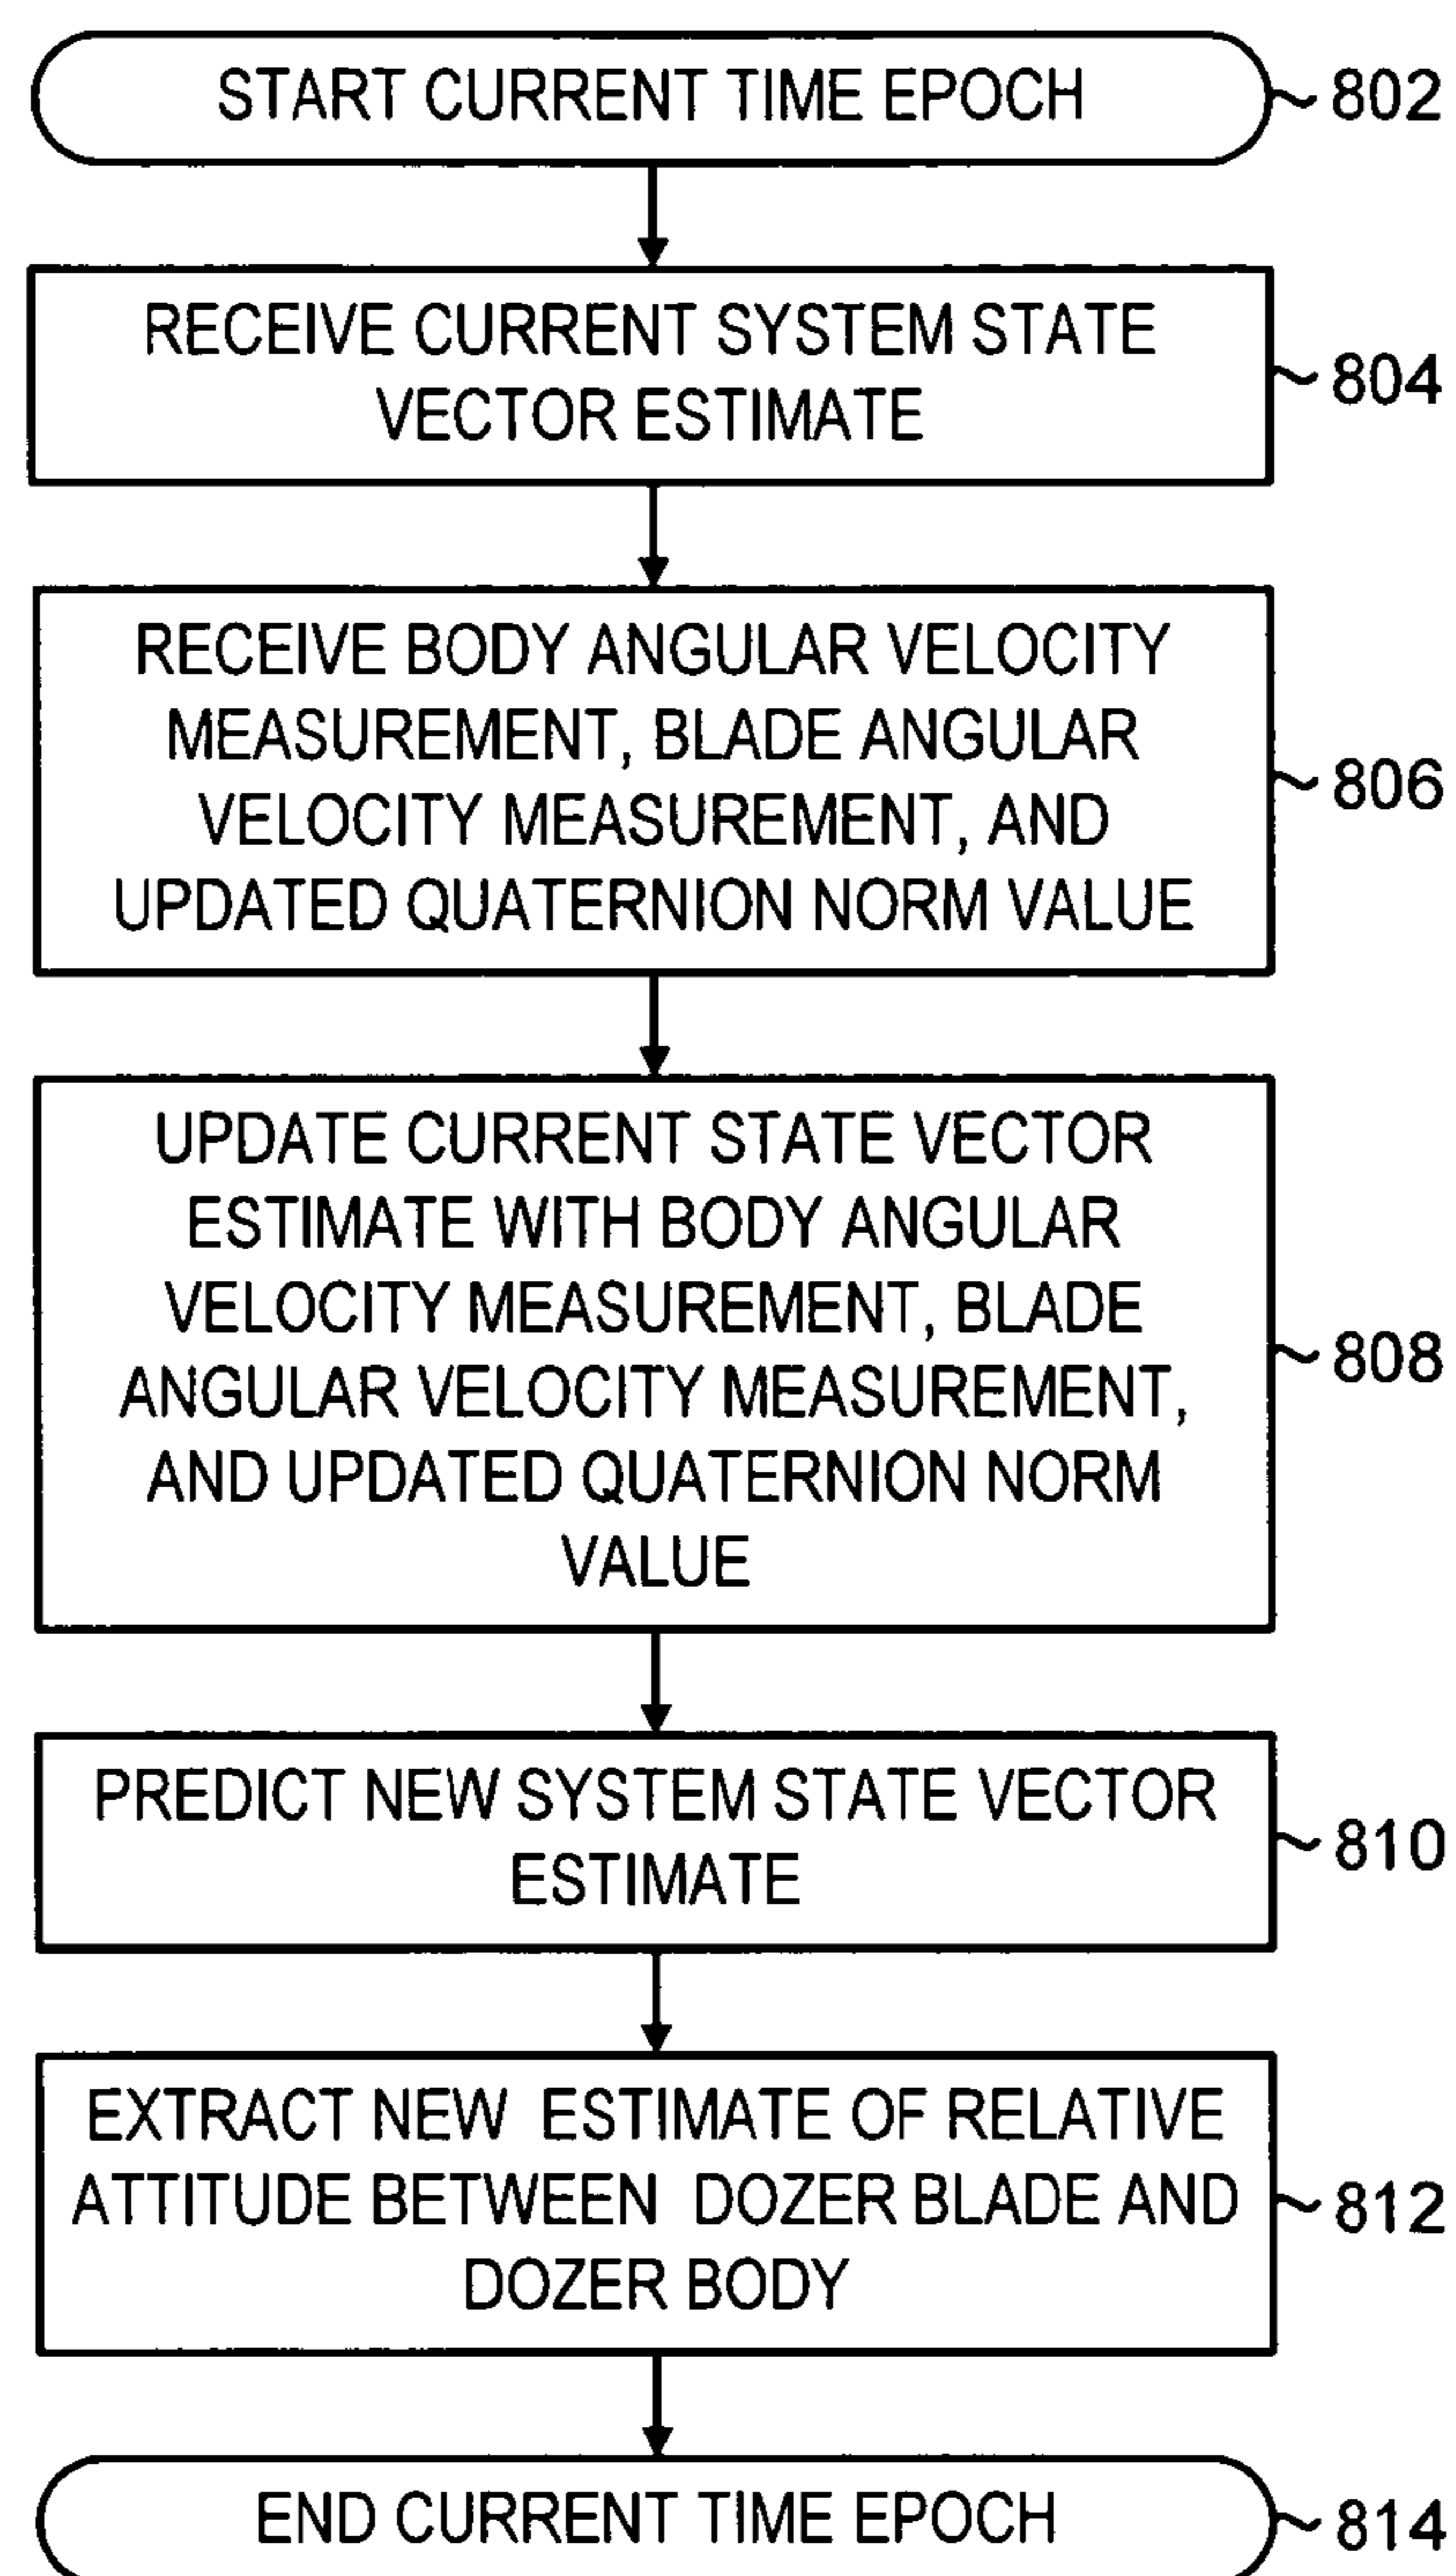 START CURRENT TIME EPOCH
802
RECEIVE CURRENT SYSTEM STATE
VECTOR ESTIMATE
804
RECEIVE BODY ANGULAR VELOCITY
MEASUREMENT, BLADE ANGULAR
VELOCITY MEASUREMENT, AND
UPDATED QUATERNION NORM VALUE
806
UPDATE CURRENT STATE VECTOR
ESTIMATE WITH BODY ANGULAR
VELOCITY MEASUREMENT, BLADE
ANGULAR VELOCITY MEASUREMENT,
AND UPDATED QUATERNION NORM
VALUE
808
PREDICT NEW SYSTEM STATE VECTOR
ESTIMATE
810
EXTRACT NEW ESTIMATE OF RELATIVE
ATTITUDE BETWEEN DOZER BLADE AND
DOZER BODY
812
END CURRENT TIME EPOCH
814